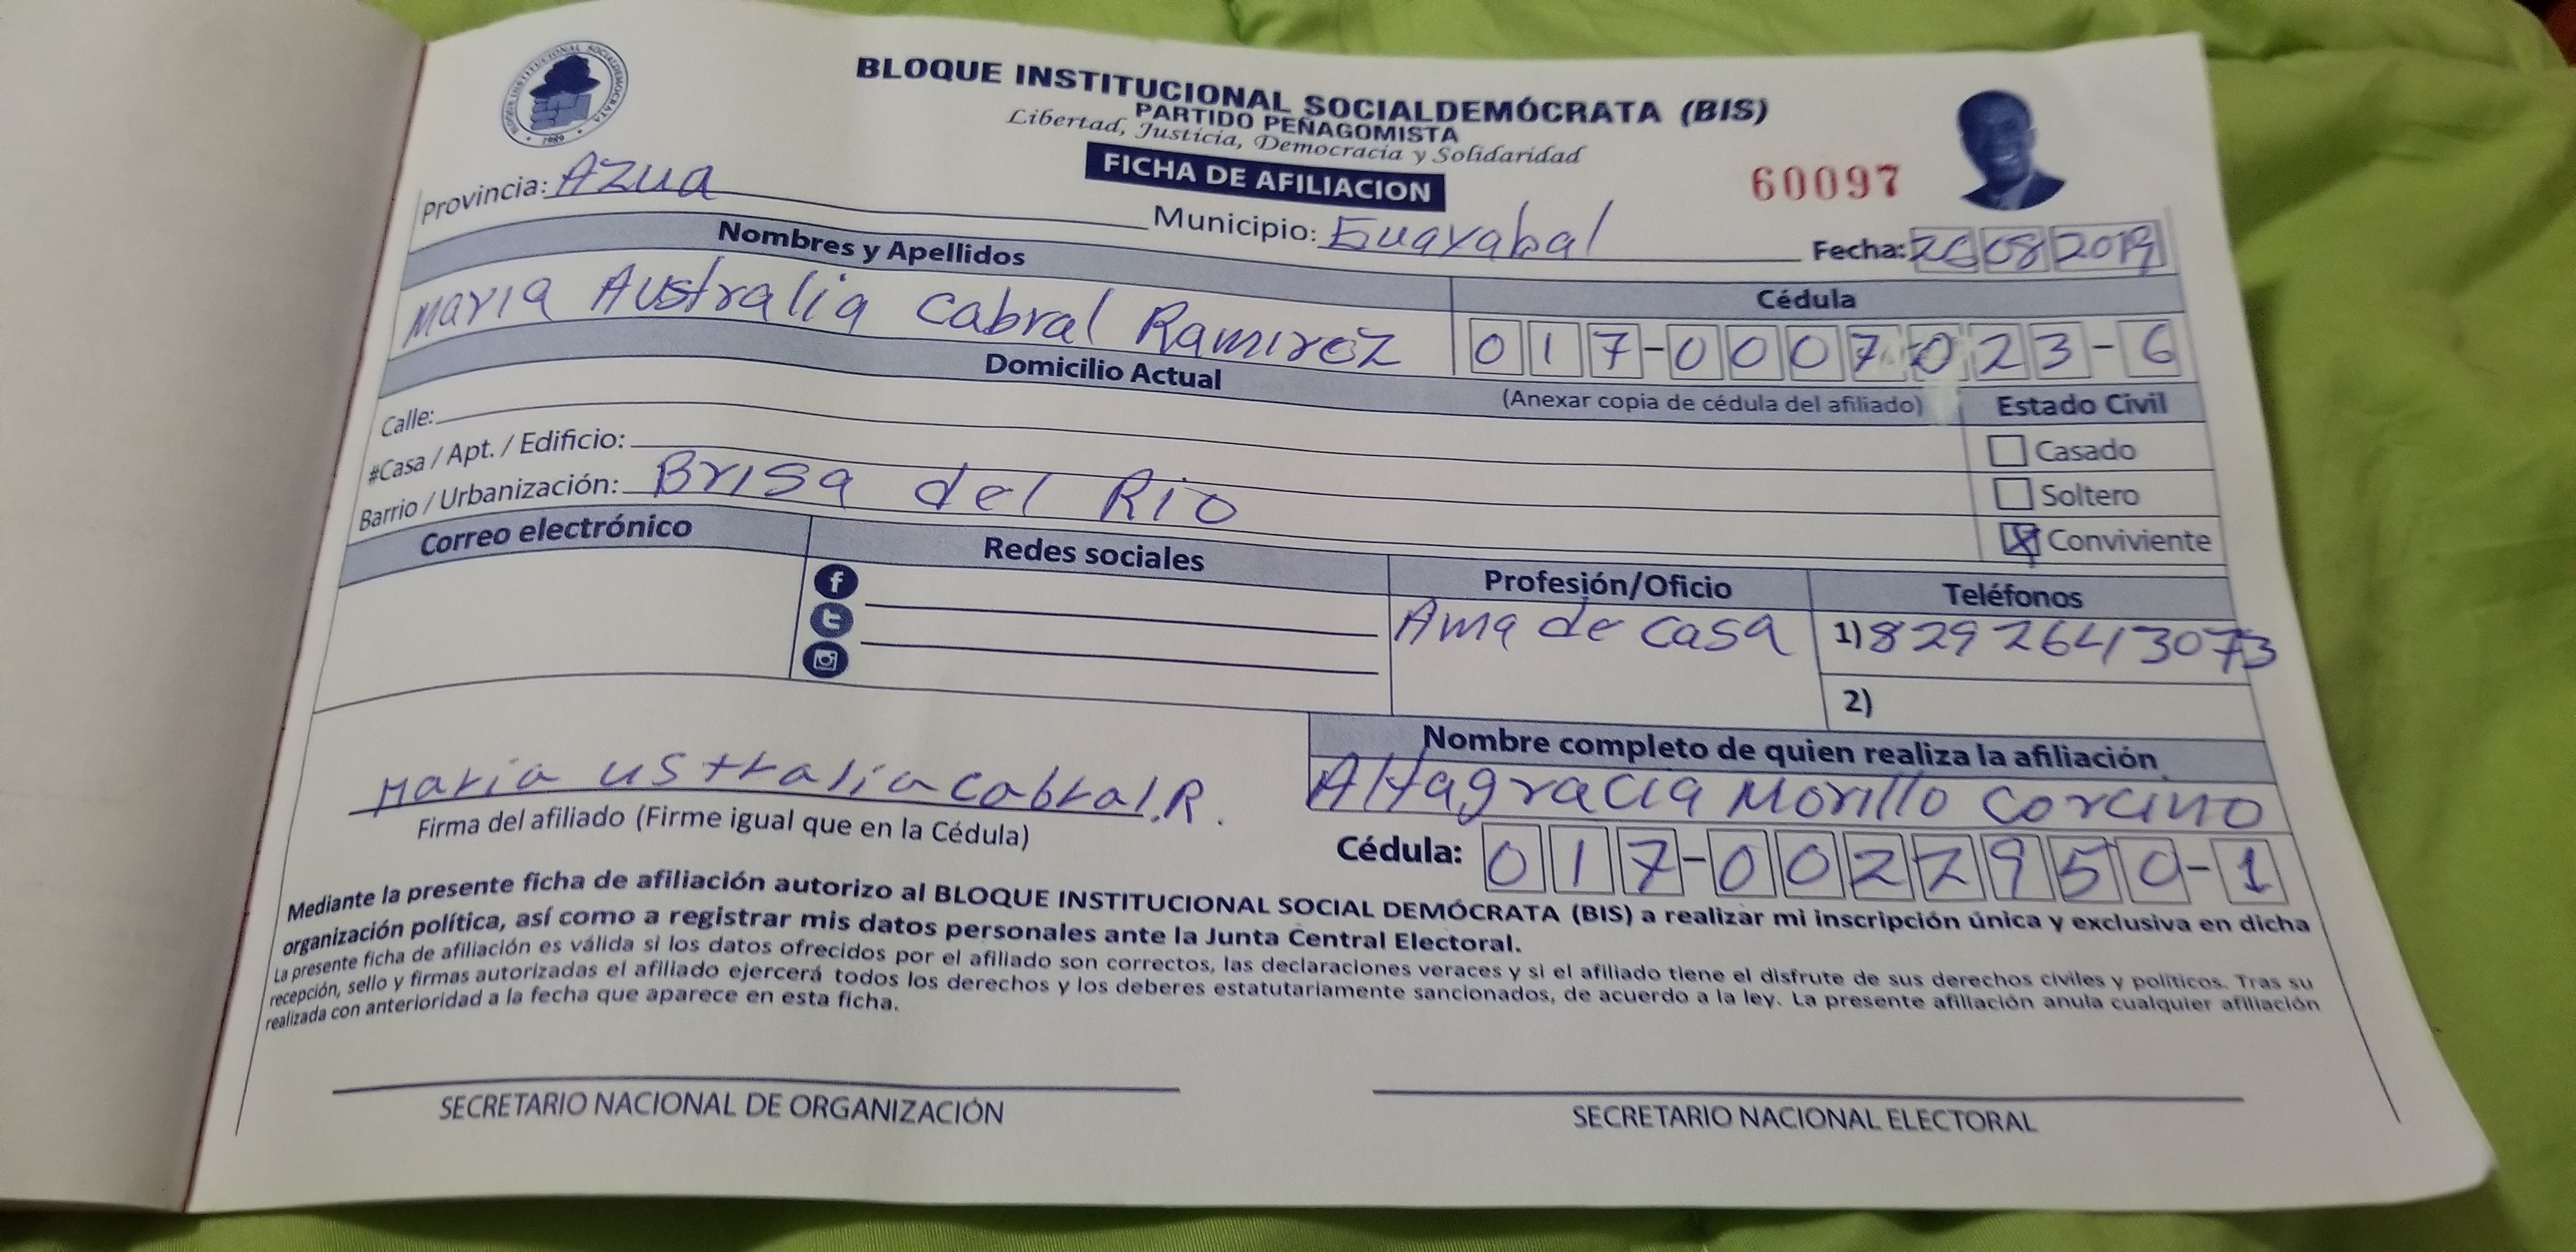 BLOQUE INSTITUCIONAL SOCIALDEMOCRATA
1989
BLOQUE INSTITUCIONAL SOCIALDEMÓCRATA (BIS)
PARTIDO PEÑAGOMISTA
Libertad, Justicia, Democracia y Solidaridad
FICHA DE AFILIACION
60097
Provincia: Azua Municipio: Guayabal Fecha: 26 08 2019
Nombres y Apellidos Cédula
Maria Australia Cabral Ramirez 017-0007023-6
Domicilio Actual (Anexar copia de cédula del afiliado) Estado Civil
Calle: Casado
#Casa / Apt. / Edificio: Soltero
Barrio / Urbanización: Brisa del Rio Conviviente
Correo electrónico Redes sociales Profesión/Oficio Teléfonos
Ama de casa 1) 8292643073
2)
Nombre completo de quien realiza la afiliación
Altagracia Morillo Corcino
Maria ustralia cabral.R.
Firma del afiliado (Firme igual que en la Cédula) Cédula: 017-0022950-1
Mediante la presente ficha de afiliación autorizo al BLOQUE INSTITUCIONAL SOCIAL DEMÓCRATA (BIS) a realizar mi inscripción única y exclusiva en dicha
organización política, así como a registrar mis datos personales ante la Junta Central Electoral.
La presente ficha de afiliación es válida si los datos ofrecidos por el afiliado son correctos, las declaraciones veraces y si el afiliado tiene el disfrute de sus derechos civiles y políticos. Tras su
recepción, sello y firmas autorizadas el afiliado ejercerá todos los derechos y los deberes estatutariamente sancionados, de acuerdo a la ley. La presente afiliación anula cualquier afiliación
realizada con anterioridad a la fecha que aparece en esta ficha.
SECRETARIO NACIONAL DE ORGANIZACIÓN SECRETARIO NACIONAL ELECTORAL